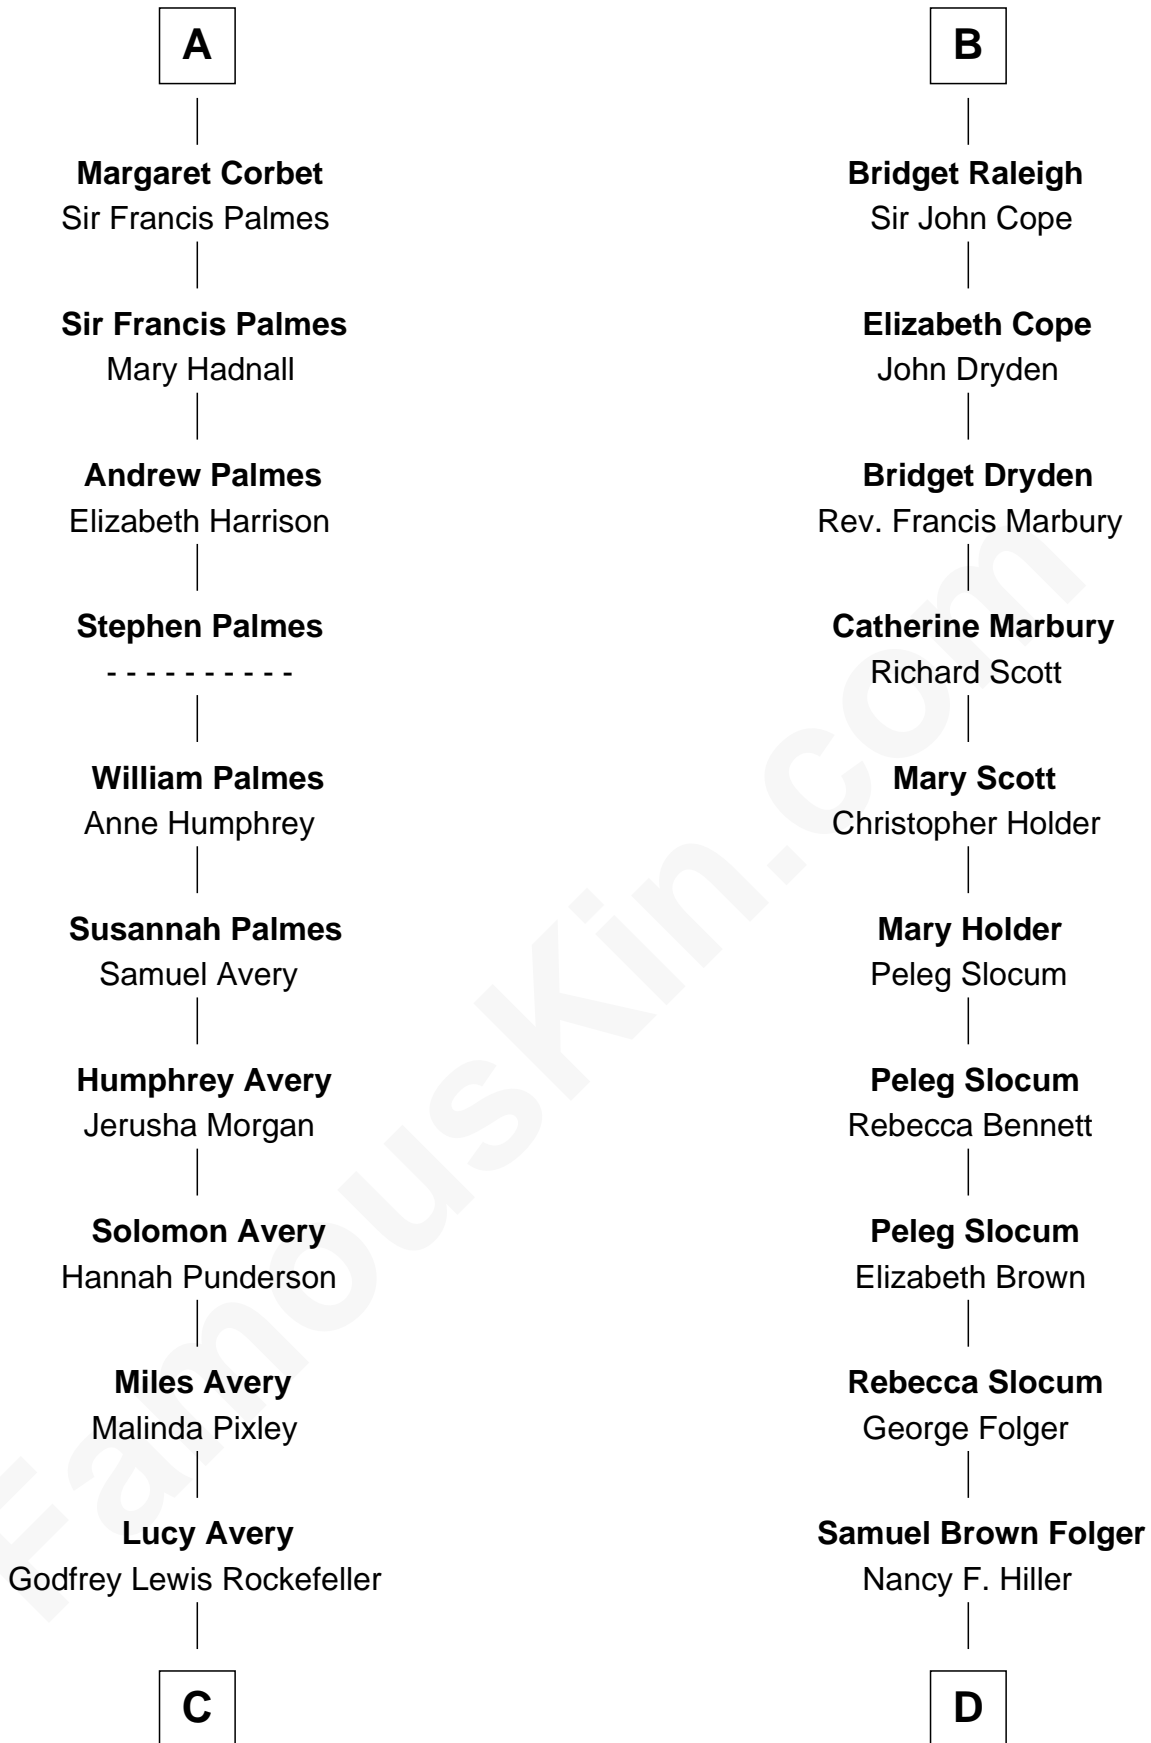 A
Margaret Corbet
Sir Francis Palmes
Sir Francis Palmes
Mary Hadnall
Andrew Palmes
Elizabeth Harrison
Stephen Palmes
- - - - - - - - - -
William Palmes
Anne Humphrey
Susannah Palmes
Samuel Avery
Humphrey Avery
Jerusha Morgan
Solomon Avery
Hannah Punderson
Miles Avery
Malinda Pixley
Lucy Avery
Godfrey Lewis Rockefeller
C
B
Bridget Raleigh
Sir John Cope
Elizabeth Cope
John Dryden
Bridget Dryden
Rev. Francis Marbury
Catherine Marbury
Richard Scott
Mary Scott
Christopher Holder
Mary Holder
Peleg Slocum
Peleg Slocum
Rebecca Bennett
Peleg Slocum
Elizabeth Brown
Rebecca Slocum
George Folger
Samuel Brown Folger
Nancy F. Hiller
D
FamousKin.com